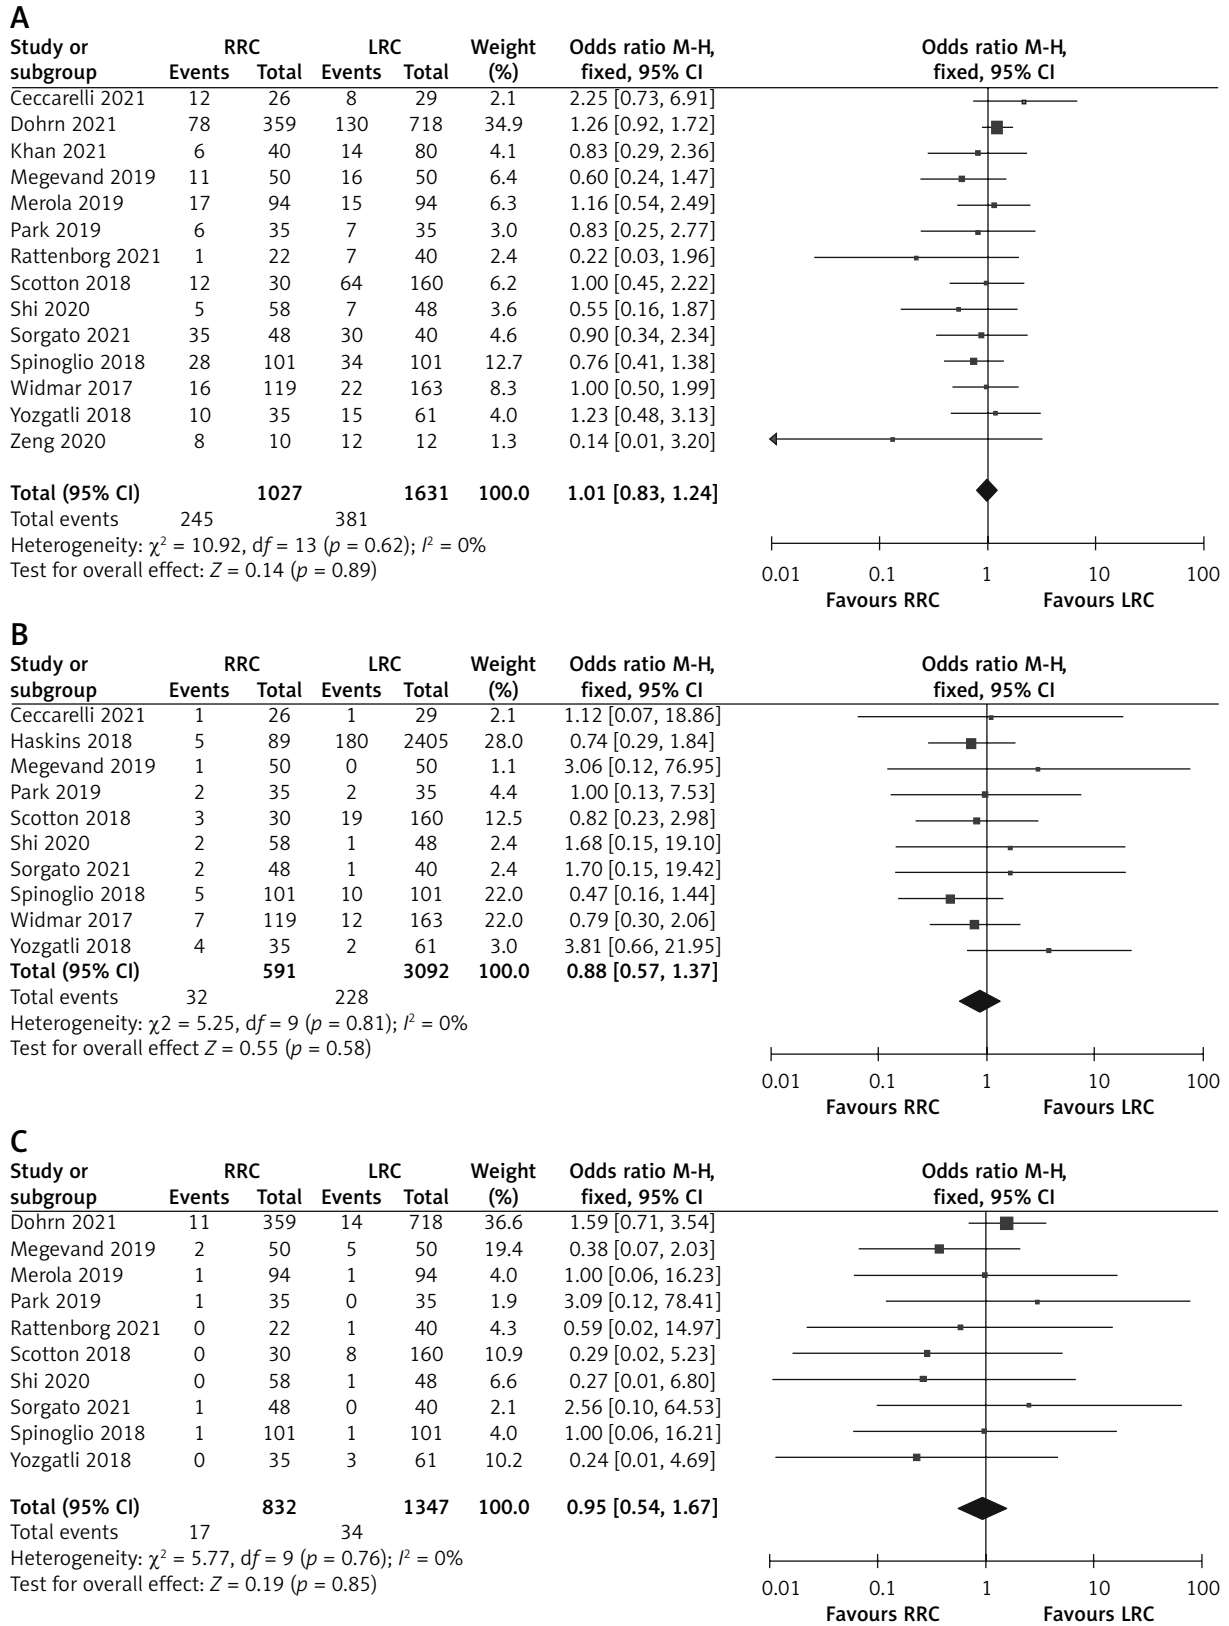 A
Study or RRC LRC Weight Odds ratio M-H, Odds ratio M-H,
subgroup Events Total Events Total (%) fixed, 95% CI fixed, 95% CI
Ceccarelli 2021 12 26 8 29 2.1 2.25 [0.73, 6.91]
Dohrn 2021 78 359 130 718 34.9 1.26 [0.92, 1.72]
Khan 2021 6 40 14 80 4.1 0.83 [0.29, 2.36]
Megevand 2019 11 50 16 50 6.4 0.60 [0.24, 1.47]
Merola 2019 17 94 15 94 6.3 1.16 [0.54, 2.49]
Park 2019 6 35 7 35 3.0 0.83 [0.25, 2.77]
Rattenborg 2021 1 22 7 40 2.4 0.22 [0.03, 1.96]
Scotton 2018 12 30 64 160 6.2 1.00 [0.45, 2.22]
Shi 2020 5 58 7 48 3.6 0.55 [0.16, 1.87]
Sorgato 2021 35 48 30 40 4.6 0.90 [0.34, 2.34]
Spinoglio 2018 28 101 34 101 12.7 0.76 [0.41, 1.38]
Widmar 2017 16 119 22 163 8.3 1.00 [0.50, 1.99]
Yozgatli 2018 10 35 15 61 4.0 1.23 [0.48, 3.13]
Zeng 2020 8 10 12 12 1.3 0.14 [0.01, 3.20]
Total (95% CI) 1027 1631 100.0 1.01 [0.83, 1.24]
Total events 245 381
Heterogeneity: χ² = 10.92, df = 13 (p = 0.62); I² = 0%
Test for overall effect: Z = 0.14 (p = 0.89)
0.01 0.1 1 10 100
Favours RRC Favours LRC
B
Study or RRC LRC Weight Odds ratio M-H, Odds ratio M-H,
subgroup Events Total Events Total (%) fixed, 95% CI fixed, 95% CI
Ceccarelli 2021 1 26 1 29 2.1 1.12 [0.07, 18.86]
Haskins 2018 5 89 180 2405 28.0 0.74 [0.29, 1.84]
Megevand 2019 1 50 0 50 1.1 3.06 [0.12, 76.95]
Park 2019 2 35 2 35 4.4 1.00 [0.13, 7.53]
Scotton 2018 3 30 19 160 12.5 0.82 [0.23, 2.98]
Shi 2020 2 58 1 48 2.4 1.68 [0.15, 19.10]
Sorgato 2021 2 48 1 40 2.4 1.70 [0.15, 19.42]
Spinoglio 2018 5 101 10 101 22.0 0.47 [0.16, 1.44]
Widmar 2017 7 119 12 163 22.0 0.79 [0.30, 2.06]
Yozgatli 2018 4 35 2 61 3.0 3.81 [0.66, 21.95]
Total (95% CI) 591 3092 100.0 0.88 [0.57, 1.37]
Total events 32 228
Heterogeneity: χ2 = 5.25, df = 9 (p = 0.81); I² = 0%
Test for overall effect Z = 0.55 (p = 0.58)
0.01 0.1 1 10 100
Favours RRC Favours LRC
C
Study or RRC LRC Weight Odds ratio M-H, Odds ratio M-H,
subgroup Events Total Events Total (%) fixed, 95% CI fixed, 95% CI
Dohrn 2021 11 359 14 718 36.6 1.59 [0.71, 3.54]
Megevand 2019 2 50 5 50 19.4 0.38 [0.07, 2.03]
Merola 2019 1 94 1 94 4.0 1.00 [0.06, 16.23]
Park 2019 1 35 0 35 1.9 3.09 [0.12, 78.41]
Rattenborg 2021 0 22 1 40 4.3 0.59 [0.02, 14.97]
Scotton 2018 0 30 8 160 10.9 0.29 [0.02, 5.23]
Shi 2020 0 58 1 48 6.6 0.27 [0.01, 6.80]
Sorgato 2021 1 48 0 40 2.1 2.56 [0.10, 64.53]
Spinoglio 2018 1 101 1 101 4.0 1.00 [0.06, 16.21]
Yozgatli 2018 0 35 3 61 10.2 0.24 [0.01, 4.69]
Total (95% CI) 832 1347 100.0 0.95 [0.54, 1.67]
Total events 17 34
Heterogeneity: χ² = 5.77, df = 9 (p = 0.76); I² = 0%
Test for overall effect: Z = 0.19 (p = 0.85)
0.01 0.1 1 10 100
Favours RRC Favours LRC